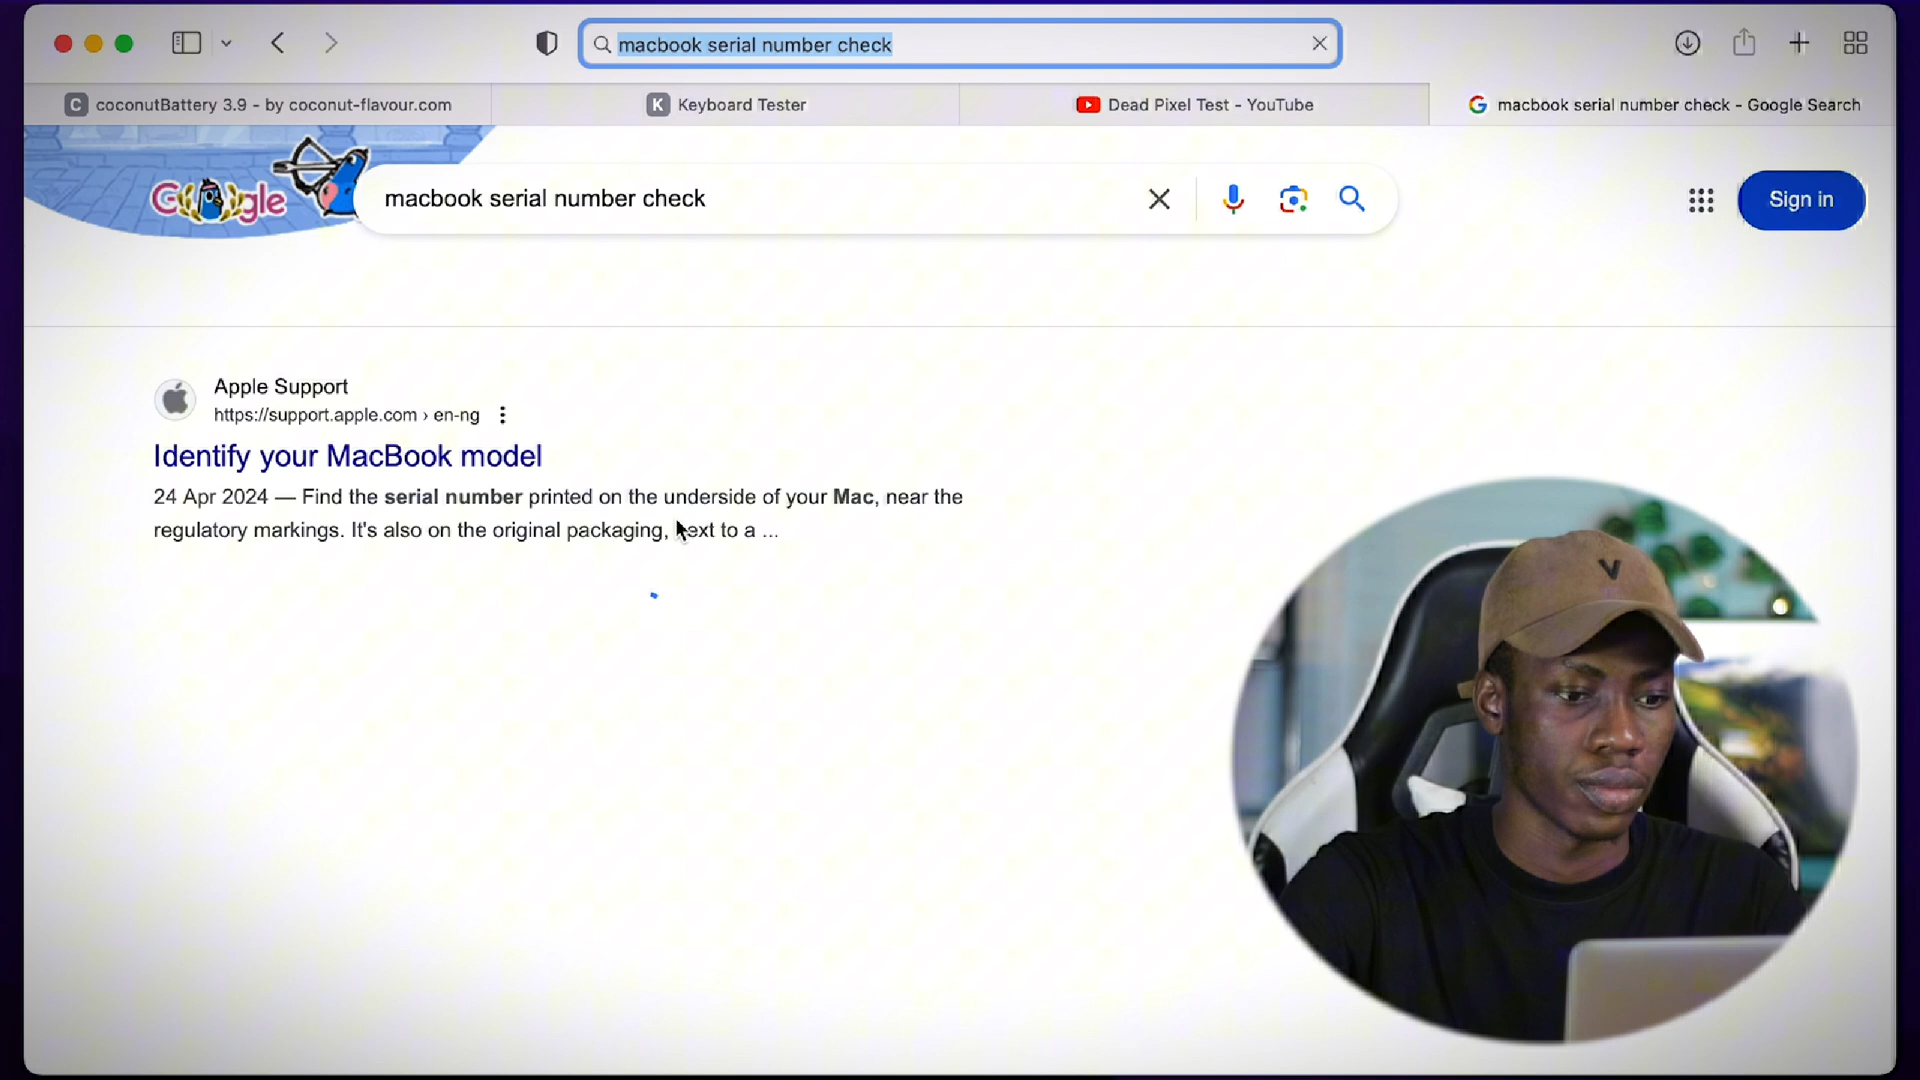 macbook serial number check
coconutBattery 3.9 - by coconut-flavour.com
Keyboard Tester
Dead Pixel Test - YouTube
macbook serial number check - Google Search
Google
macbook serial number check
Sign in
Apple Support
https://support.apple.com › en-ng
Identify your MacBook model
24 Apr 2024 — Find the serial number printed on the underside of your Mac, near the
regulatory markings. It's also on the original packaging, next to a ...